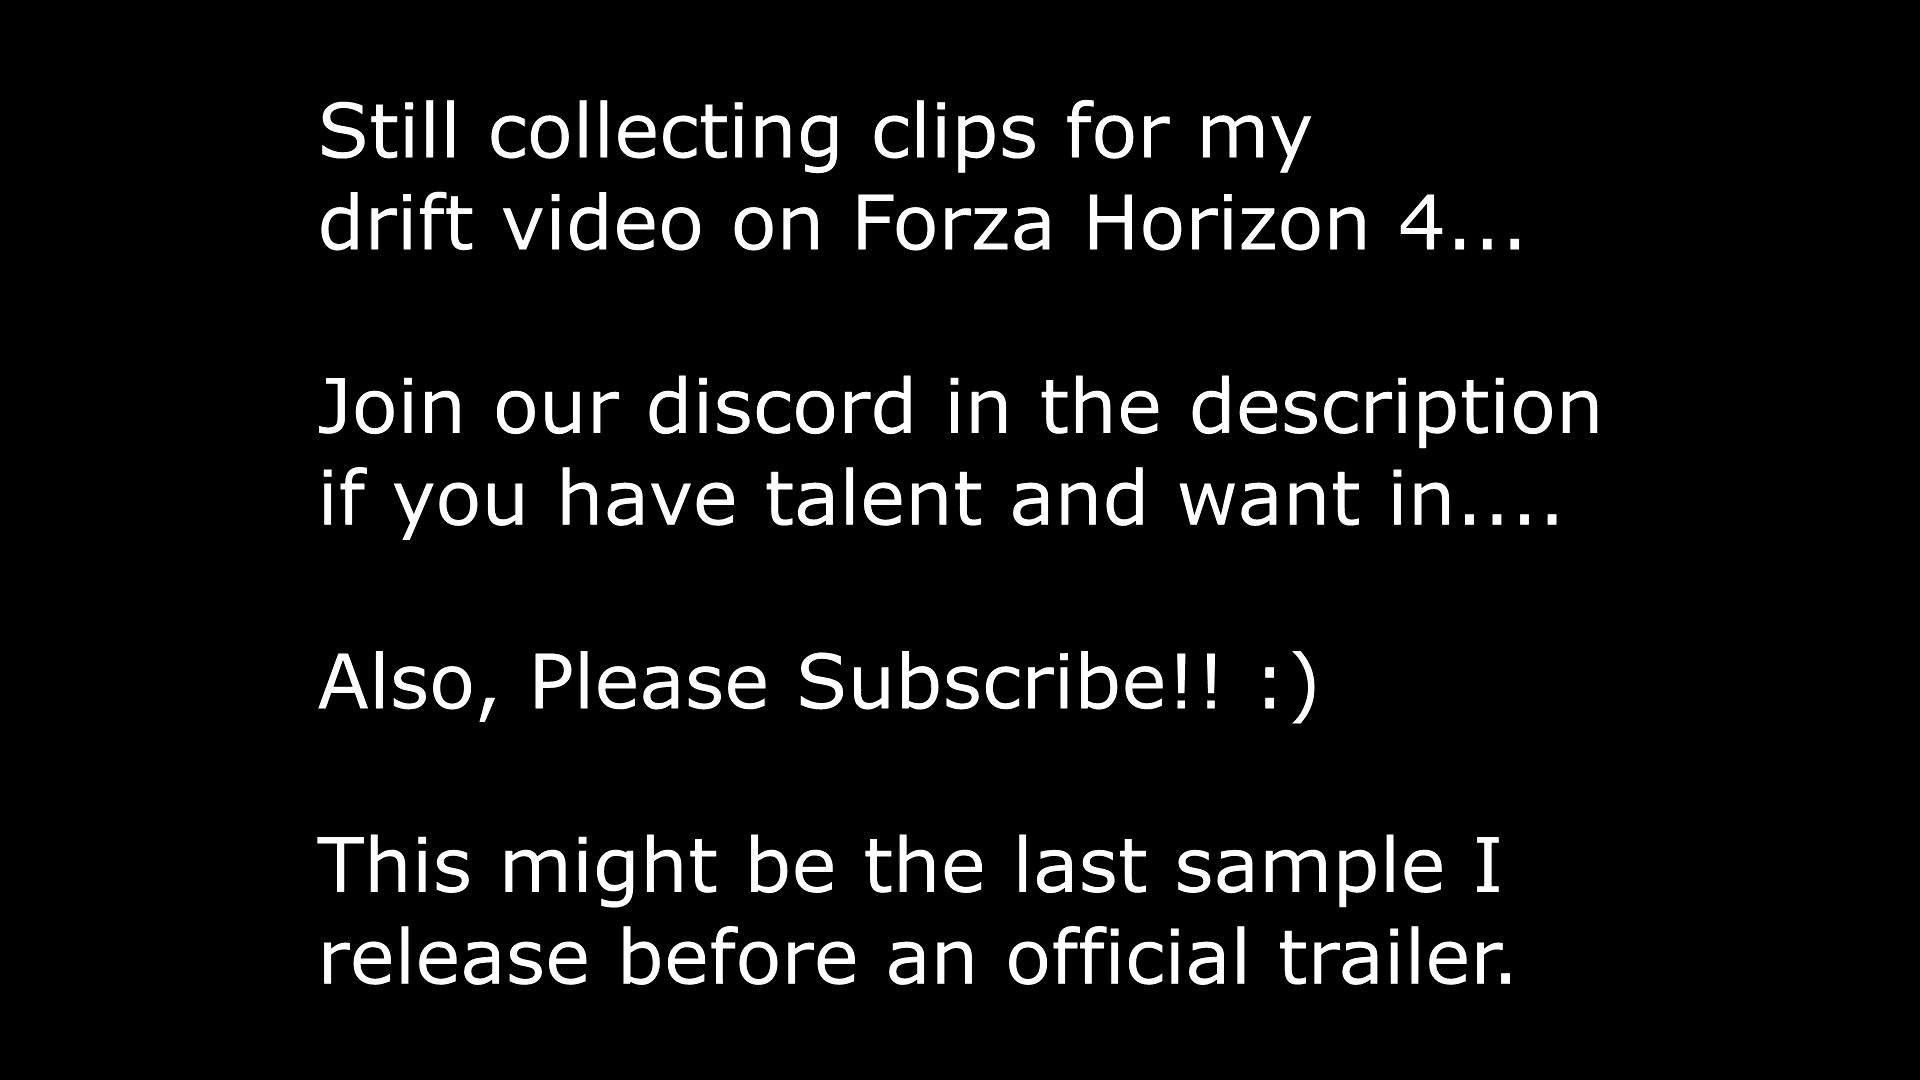 Still collecting clips for my
drift video on Forza Horizon 4...
Join our discord in the description
if you have talent and want in....
Also, Please Subscribe!! :)
This might be the last sample I
release before an official trailer.